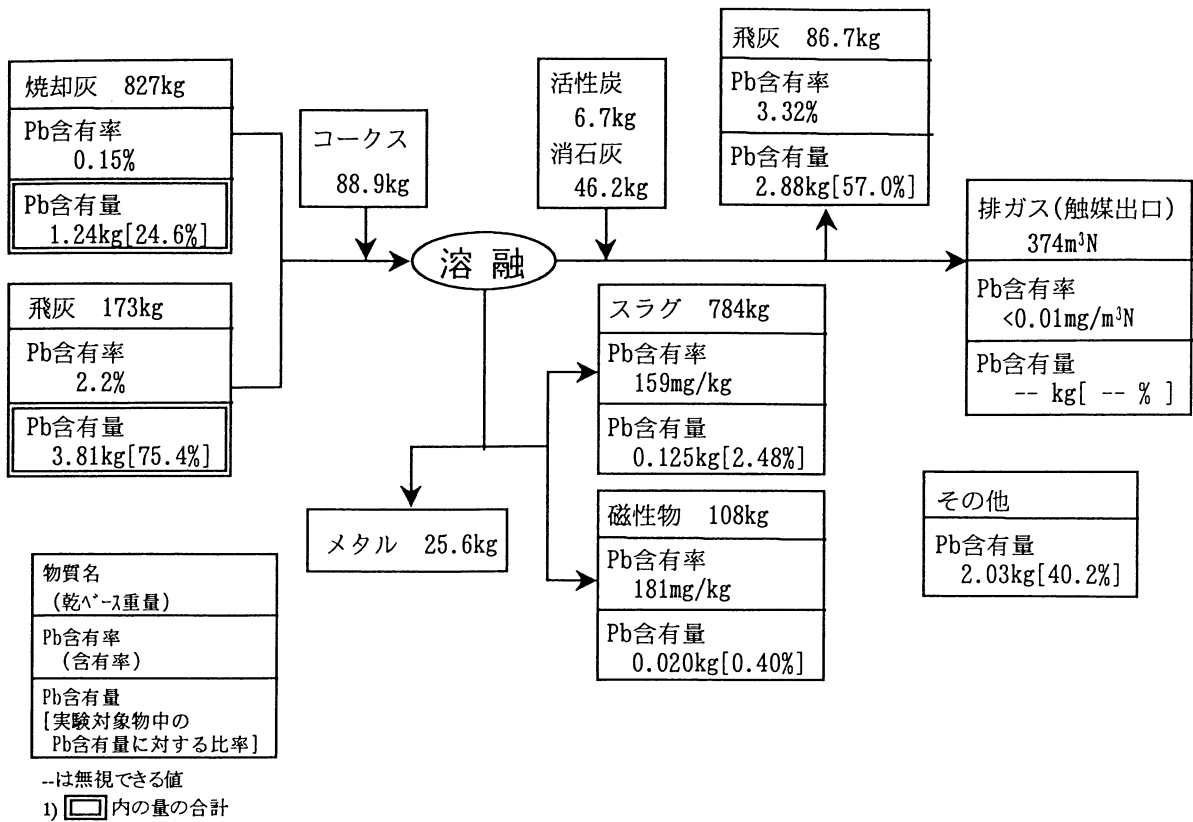 焼却灰 827kg
Pb含有率
0.15%
Pb含有量
1.24kg[24.6%]
飛灰 173kg
Pb含有率
2.2%
Pb含有量
3.81kg[75.4%]
コークス
88.9kg
溶 融
活性炭
6.7kg
消石灰
46.2kg
飛灰 86.7kg
Pb含有率
3.32%
Pb含有量
2.88kg[57.0%]
排ガス(触媒出口)
374m³N
Pb含有率
<0.01mg/m³N
Pb含有量
-- kg[ -- % ]
スラグ 784kg
Pb含有率
159mg/kg
Pb含有量
0.125kg[2.48%]
メタル 25.6kg
磁性物 108kg
Pb含有率
181mg/kg
Pb含有量
0.020kg[0.40%]
その他
Pb含有量
2.03kg[40.2%]
物質名
(乾ベース重量)
Pb含有率
(含有率)
Pb含有量
[実験対象物中の
Pb含有量に対する比率]
--は無視できる値
1) 内の量の合計